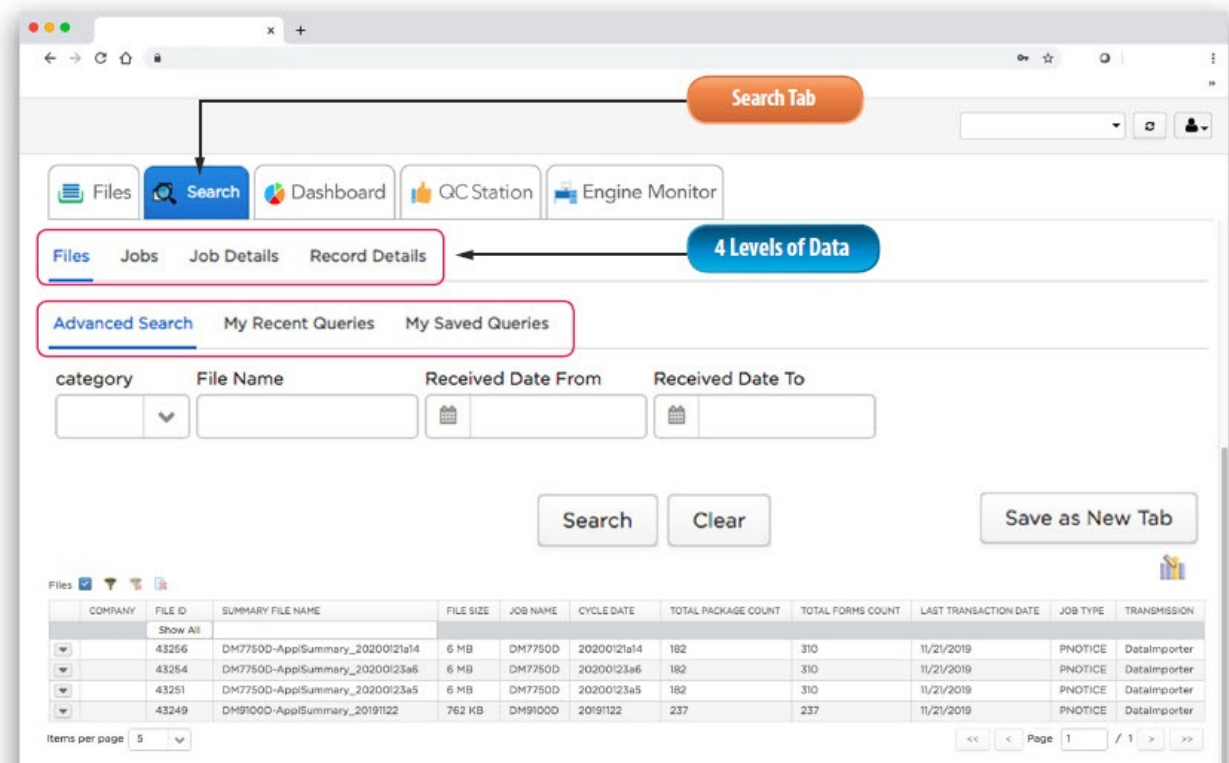 Search Tab
Files Search Dashboard QC Station Engine Monitor
Files Jobs Job Details Record Details
4 Levels of Data
Advanced Search My Recent Queries My Saved Queries
category File Name Received Date From Received Date To
Search Clear Save as New Tab
Files
COMPANY FILE ID SUMMARY FILE NAME FILE SIZE JOB NAME CYCLE DATE TOTAL PACKAGE COUNT TOTAL FORMS COUNT LAST TRANSACTION DATE JOB TYPE TRANSMISSION
Show All
43256 DM7750D-ApplSummary_20200121a14 6 MB DM7750D 20200121a14 182 310 11/21/2019 PNOTICE DataImporter
43254 DM7750D-ApplSummary_20200123a6 6 MB DM7750D 20200123a6 182 310 11/21/2019 PNOTICE DataImporter
43251 DM7750D-ApplSummary_20200123a5 6 MB DM7750D 20200123a5 182 310 11/21/2019 PNOTICE DataImporter
43249 DM9100D-ApplSummary_20191122 762 KB DM9100D 20191122 237 237 11/21/2019 PNOTICE DataImporter
Items per page 5 << < Page 1 / 1 > >>